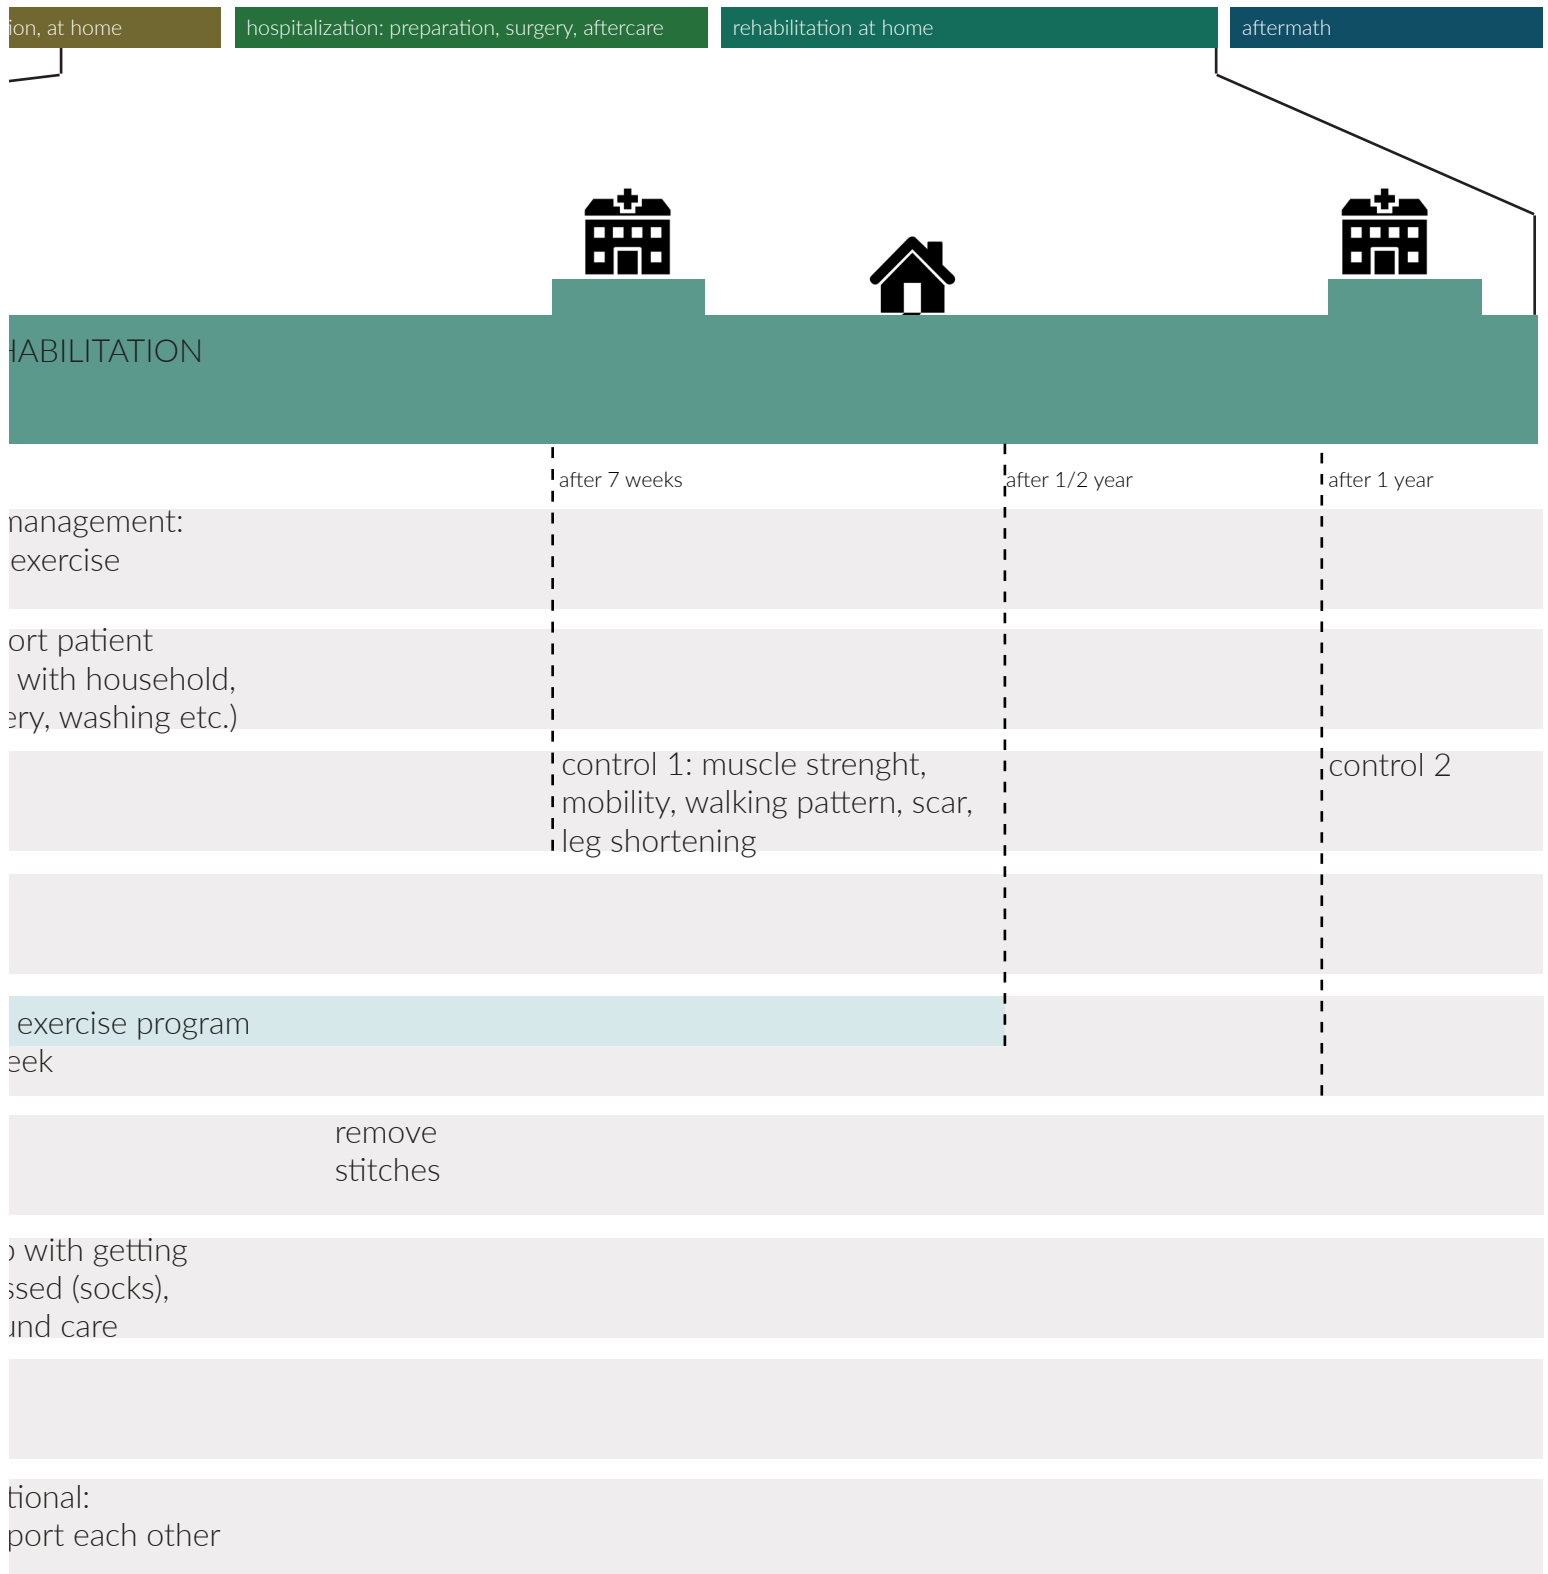 ion, at home
hospitalization: preparation, surgery, aftercare
rehabilitation at home
aftermath
HABILITATION
after 7 weeks
after 1/2 year
after 1 year
management:
exercise
ort patient
with household,
ery, washing etc.)
control 1: muscle strenght,
mobility, walking pattern, scar,
leg shortening
control 2
exercise program
eek
remove
stitches
with getting
ssed (socks),
und care
tional:
port each other